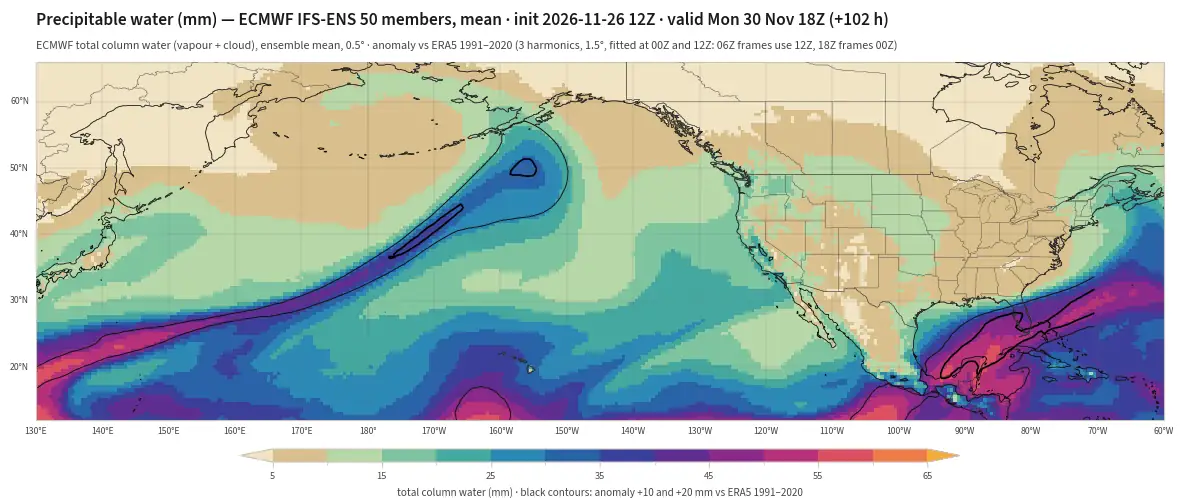 Precipitable water (mm) — ECMWF IFS-ENS 50 members, mean · init 2026-11-26 12Z · valid Mon 30 Nov 18Z (+102 h)
ECMWF total column water (vapour + cloud), ensemble mean, 0.5° · anomaly vs ERA5 1991–2020 (3 harmonics, 1.5°, fitted at 00Z and 12Z: 06Z frames use 12Z, 18Z frames 00Z)
60°N
50°N
40°N
30°N
20°N
130°E 140°E 150°E 160°E 170°E 180° 170°W 160°W 150°W 140°W 130°W 120°W 110°W 100°W 90°W 80°W 70°W 60°W
5 15 25 35 45 55 65
total column water (mm) · black contours: anomaly +10 and +20 mm vs ERA5 1991–2020